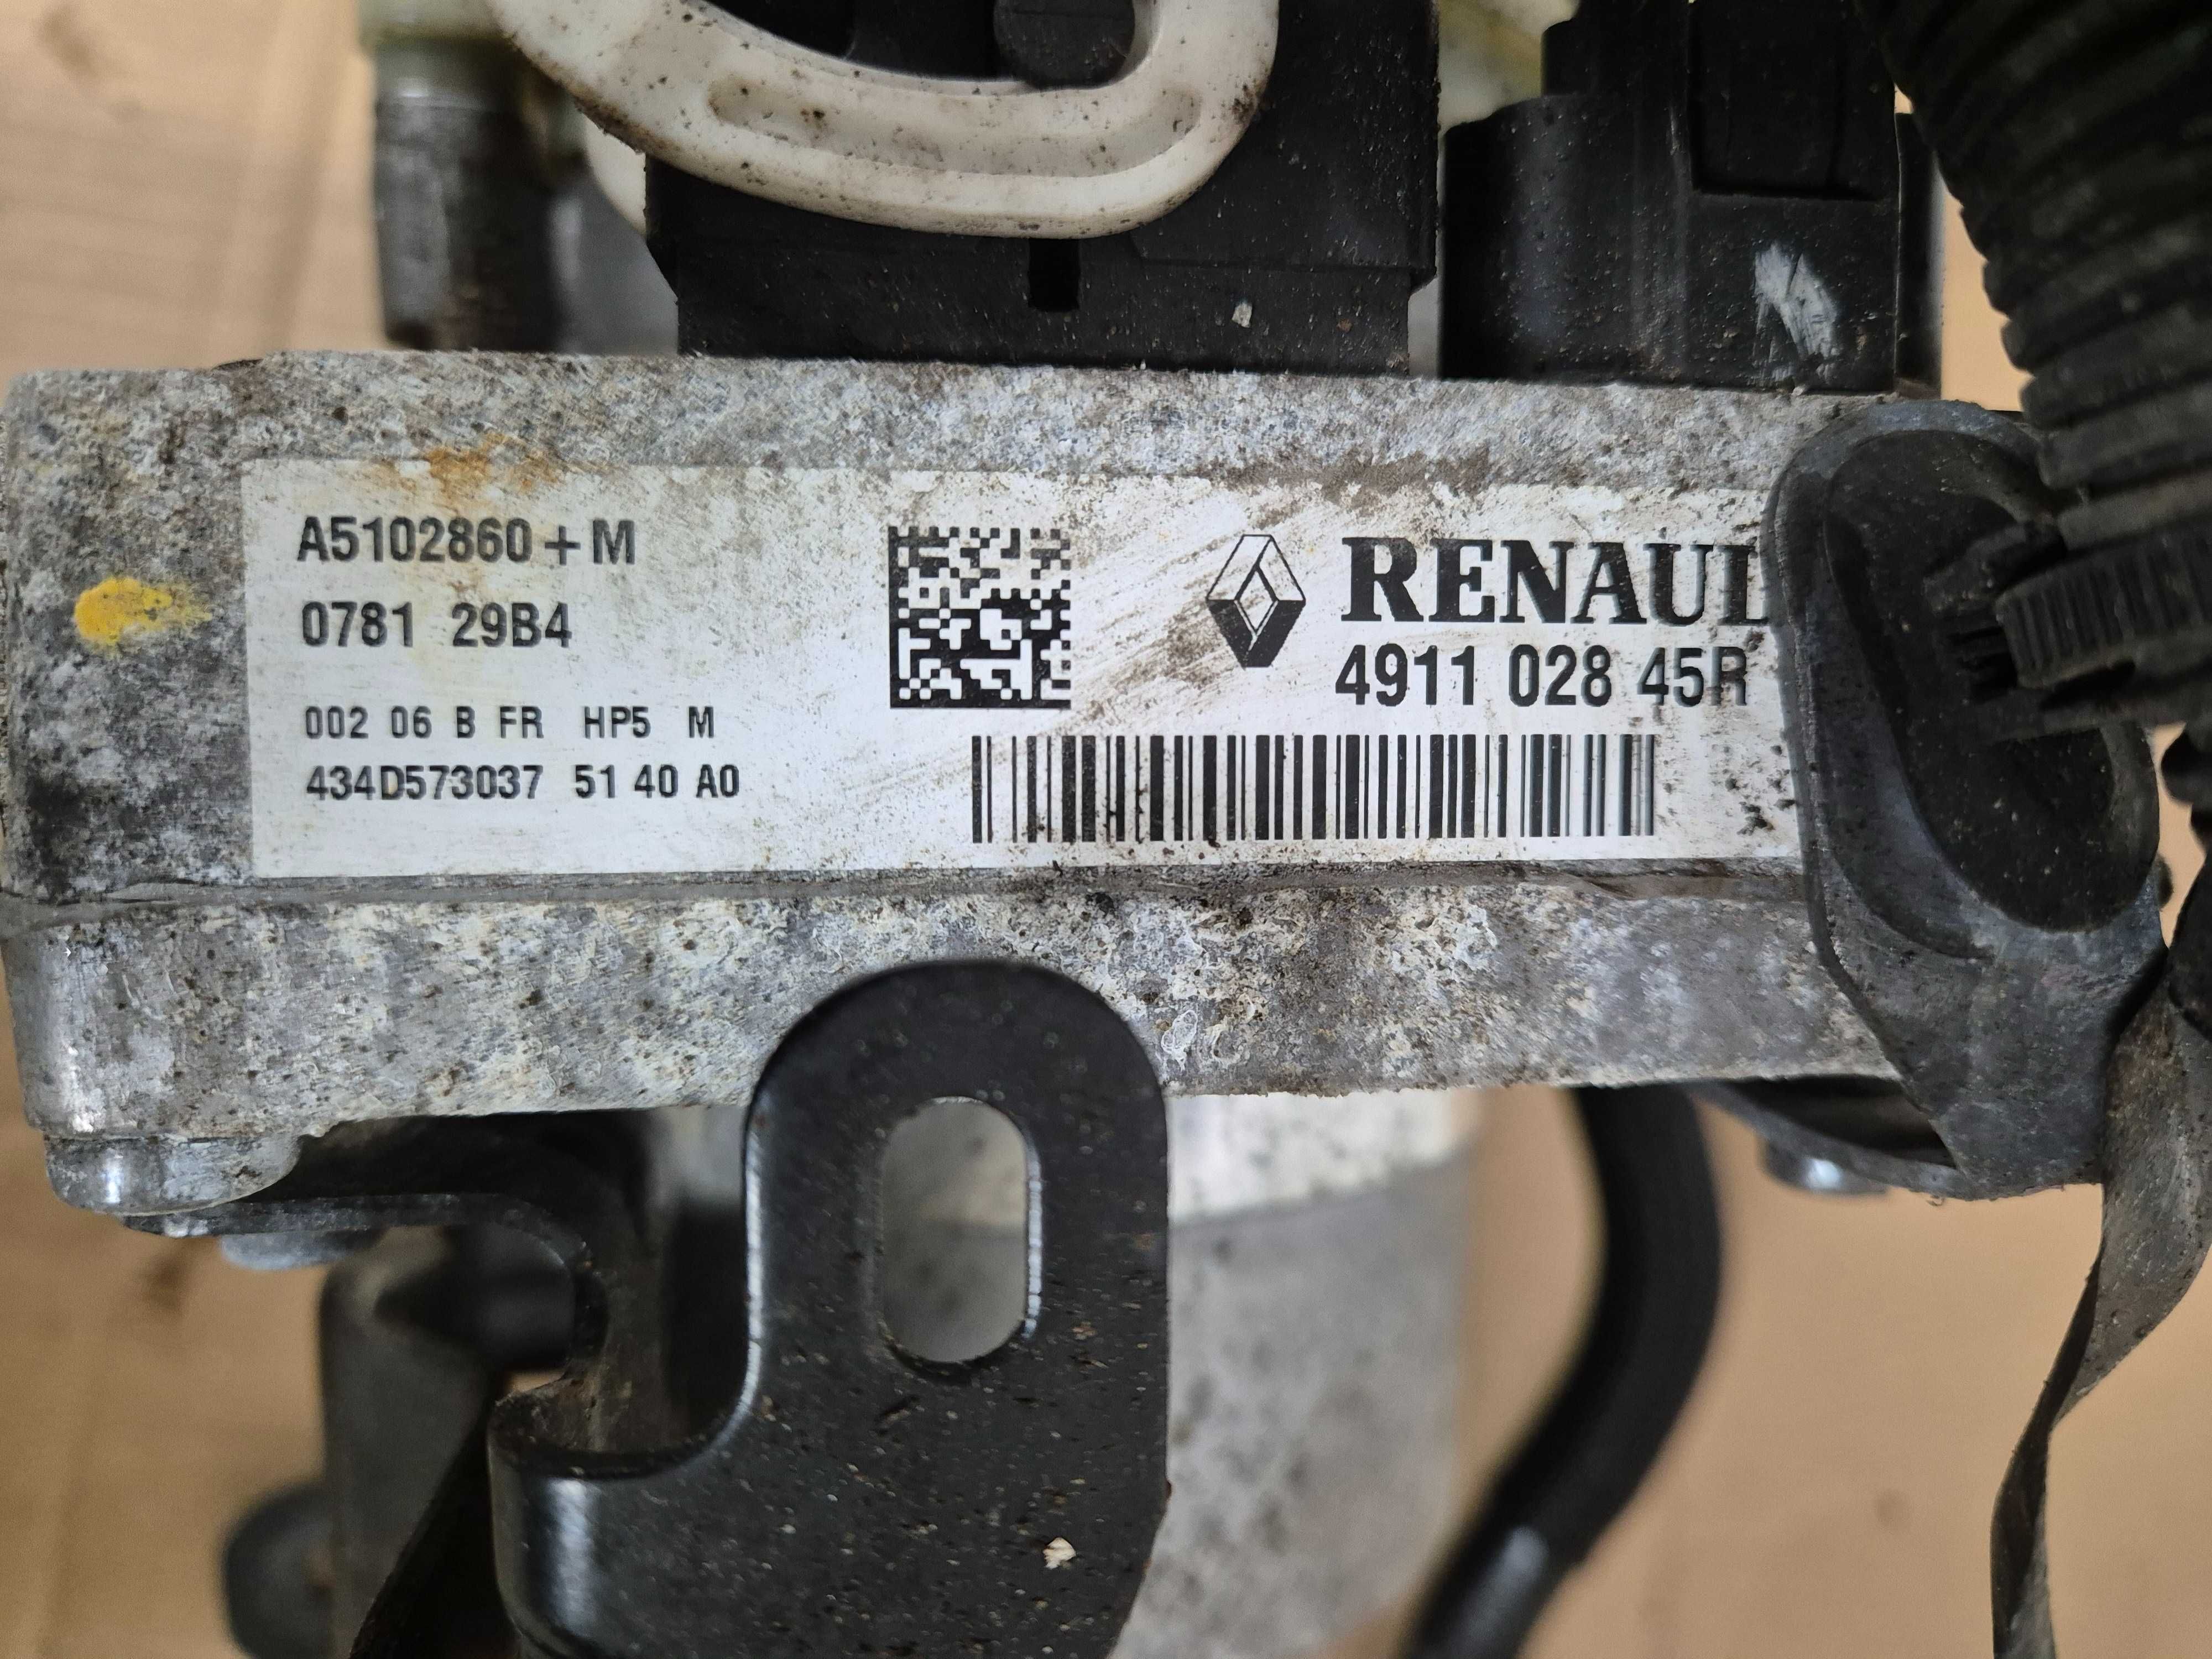 A5102860+M
0781 29B4
002 06 B FR HP5 M
434D573037 51 40 A0
RENAUL
4911 028 45R